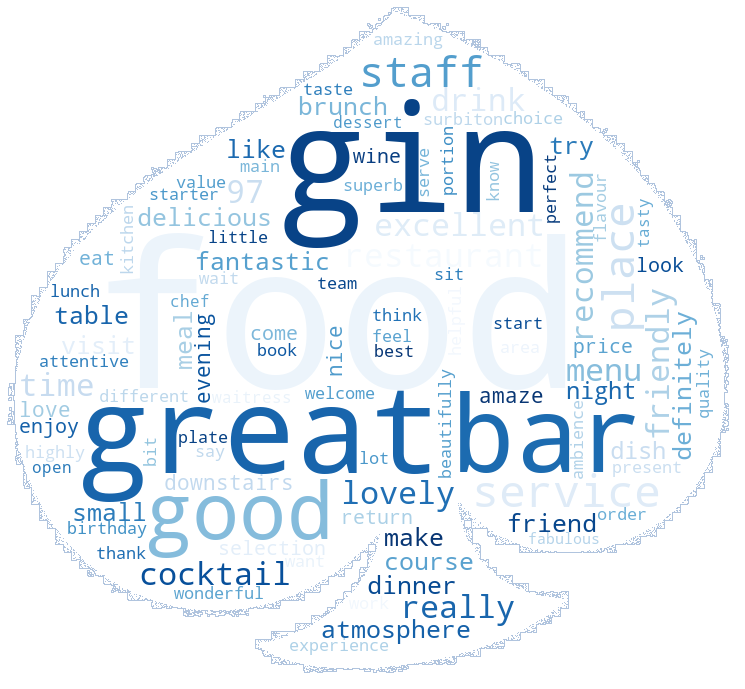 amazing
staff
taste
drink
brunch
gin
dessert
surbiton
choice
like
wine
portion
try
main
serve
know
perfect
value
97
superb
recommend
flavour
starter
delicious
excellent
place
tasty
kitchen
little
restaurant
eat
fantastic
look
wait
team
sit
food
lunch
chef
table
come
think
start
helpful
visit
meal
evening
nice
feel
price
book
best
area
friendly
definitely
quality
attentive
menu
time
different
waitress
welcome
amaze
night
love
great
bar
beautifully
enjoy
plate
ambience
highly
bit
say
lot
dish
open
downstairs
present
small
good
lovely
service
birthday
return
friend
order
thank
selection
make
fabulous
cocktail
want
course
wonderful
dinner
work
really
atmosphere
experience